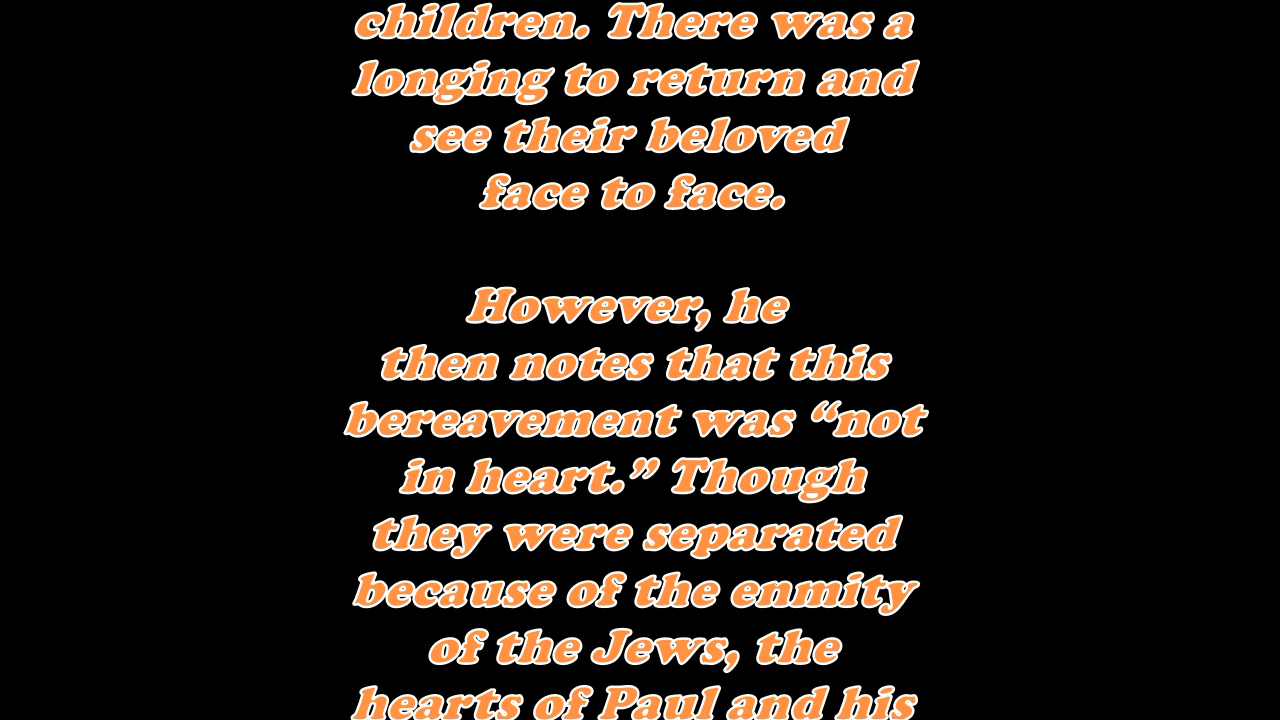 children. There was a
longing to return and
see their beloved
face to face.
However, he
then notes that this
bereavement was “not
in heart.” Though
they were separated
because of the enmity
of the Jews, the
hearts of Paul and his